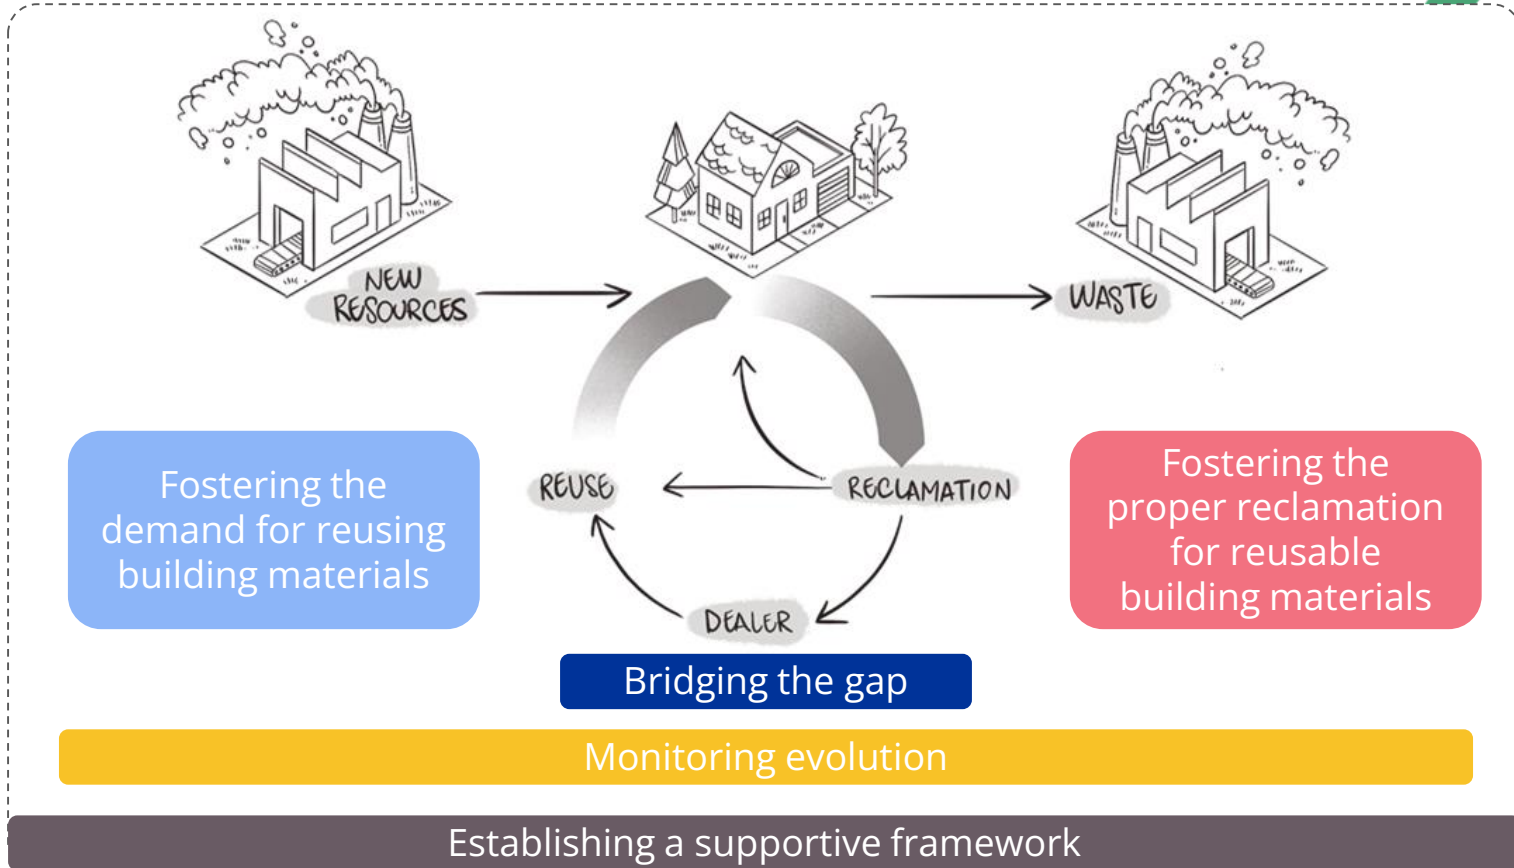 NEW
RESOURCES
WASTE
Fostering the
demand for reusing
building materials
REUSE
RECLAMATION
Fostering the
proper reclamation
for reusable
building materials
DEALER
Bridging the gap
Monitoring evolution
Establishing a supportive framework